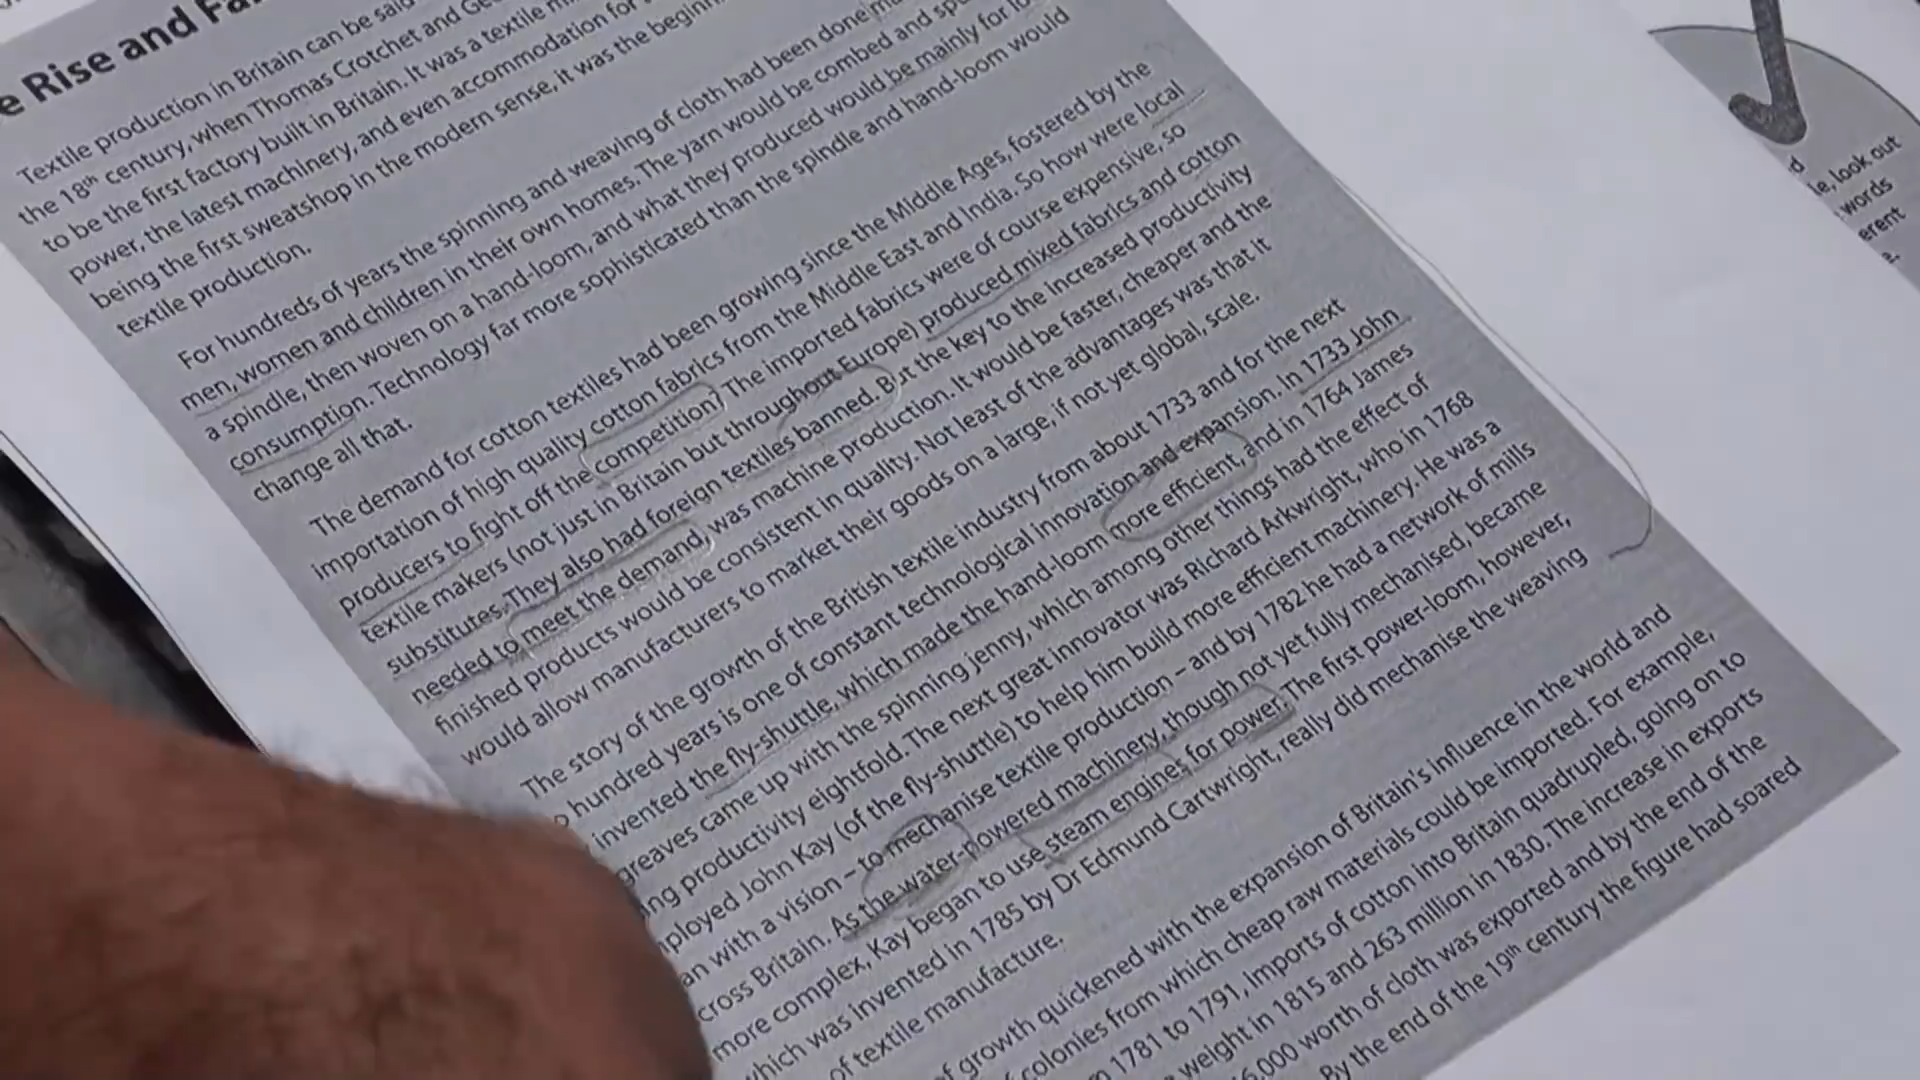 e Rise and Fa
Textile production in Britain can be said
the 18th century, when Thomas Crotchet and Ge
to be the first factory built in Britain. It was a textile m
power, the latest machinery, and even accommodation for
being the first sweatshop in the modern sense, it was the beginn
textile production.
For hundreds of years the spinning and weaving of cloth had been done
men, women and children in their own homes. The yarn would be combed and sp
a spindle, then woven on a hand-loom, and what they produced would be mainly for lo
consumption. Technology far more sophisticated than the spindle and hand-loom would
change all that.
The demand for cotton textiles had been growing since the Middle Ages, fostered by the
importation of high quality cotton fabrics from the Middle East and India. So how were local
producers to fight off the competition? The imported fabrics were of course expensive, so
textile makers (not just in Britain but throughout Europe) produced mixed fabrics and cotton
substitutes. They also had foreign textiles banned. But the key to the increased productivity
needed to meet the demand, was machine production. It would be faster, cheaper and the
finished products would be consistent in quality. Not least of the advantages was that it
would allow manufacturers to market their goods on a large, if not yet global, scale.
The story of the growth of the British textile industry from about 1733 and for the next
hundred years is one of constant technological innovation and expansion. In 1733 John
invented the fly-shuttle, which made the hand-loom more efficient, and in 1764 James
greaves came up with the spinning jenny, which among other things had the effect of
ing productivity eightfold. The next great innovator was Richard Arkwright, who in 1768
ployed John Kay (of the fly-shuttle) to help him build more efficient machinery. He was a
an with a vision – to mechanise textile production – and by 1782 he had a network of mills
cross Britain. As the water-powered machinery, though not yet fully mechanised, became
more complex, Kay began to use steam engines for power. The first power-loom, however,
which was invented in 1785 by Dr Edmund Cartwright, really did mechanise the weaving
of textile manufacture.
of growth quickened with the expansion of Britain's influence in the world and
colonies from which cheap raw materials could be imported. For example,
1781 to 1791, imports of cotton into Britain quadrupled, going on to
weight in 1815 and 263 million in 1830. The increase in exports
6,000 worth of cloth was exported and by the end of the
By the end of the 19th century the figure had soared
d
le, look out
words
erent
e.